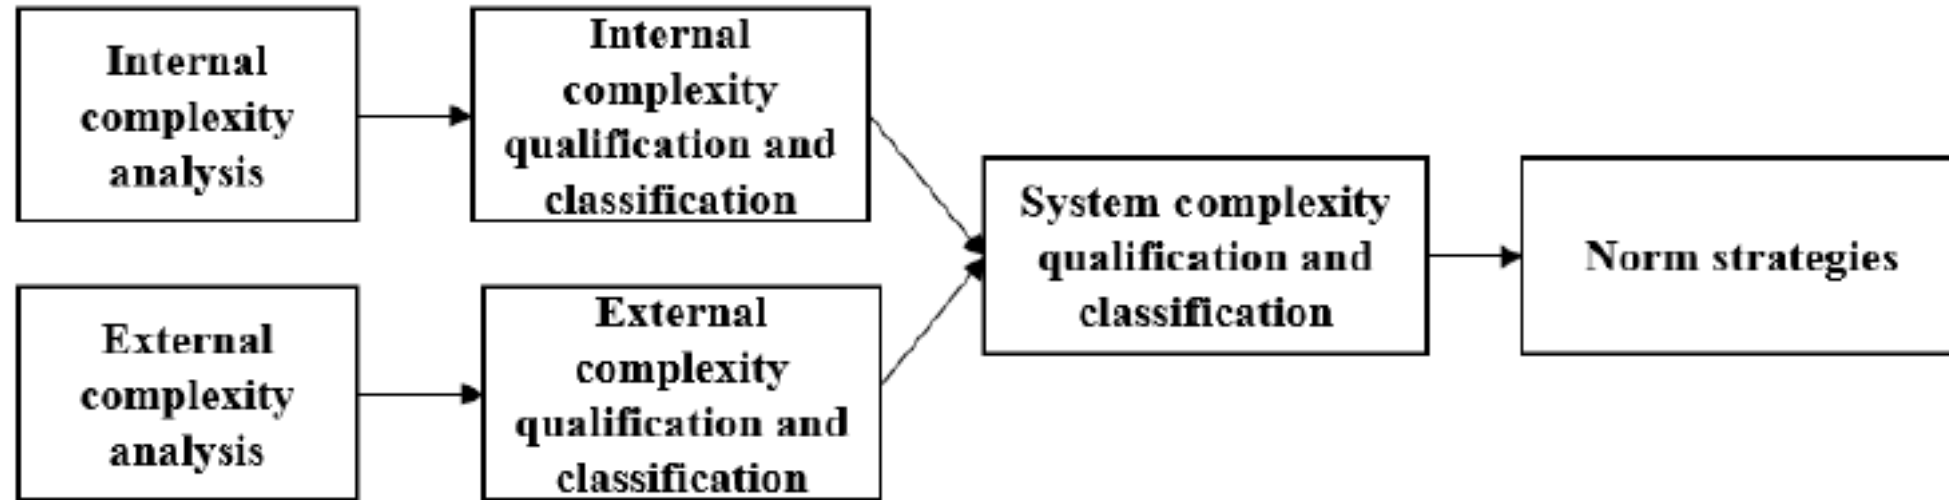 Internal
complexity
analysis
Internal
complexity
qualification and
classification
External
complexity
analysis
External
complexity
qualification and
classification
System complexity
qualification and
classification
Norm strategies